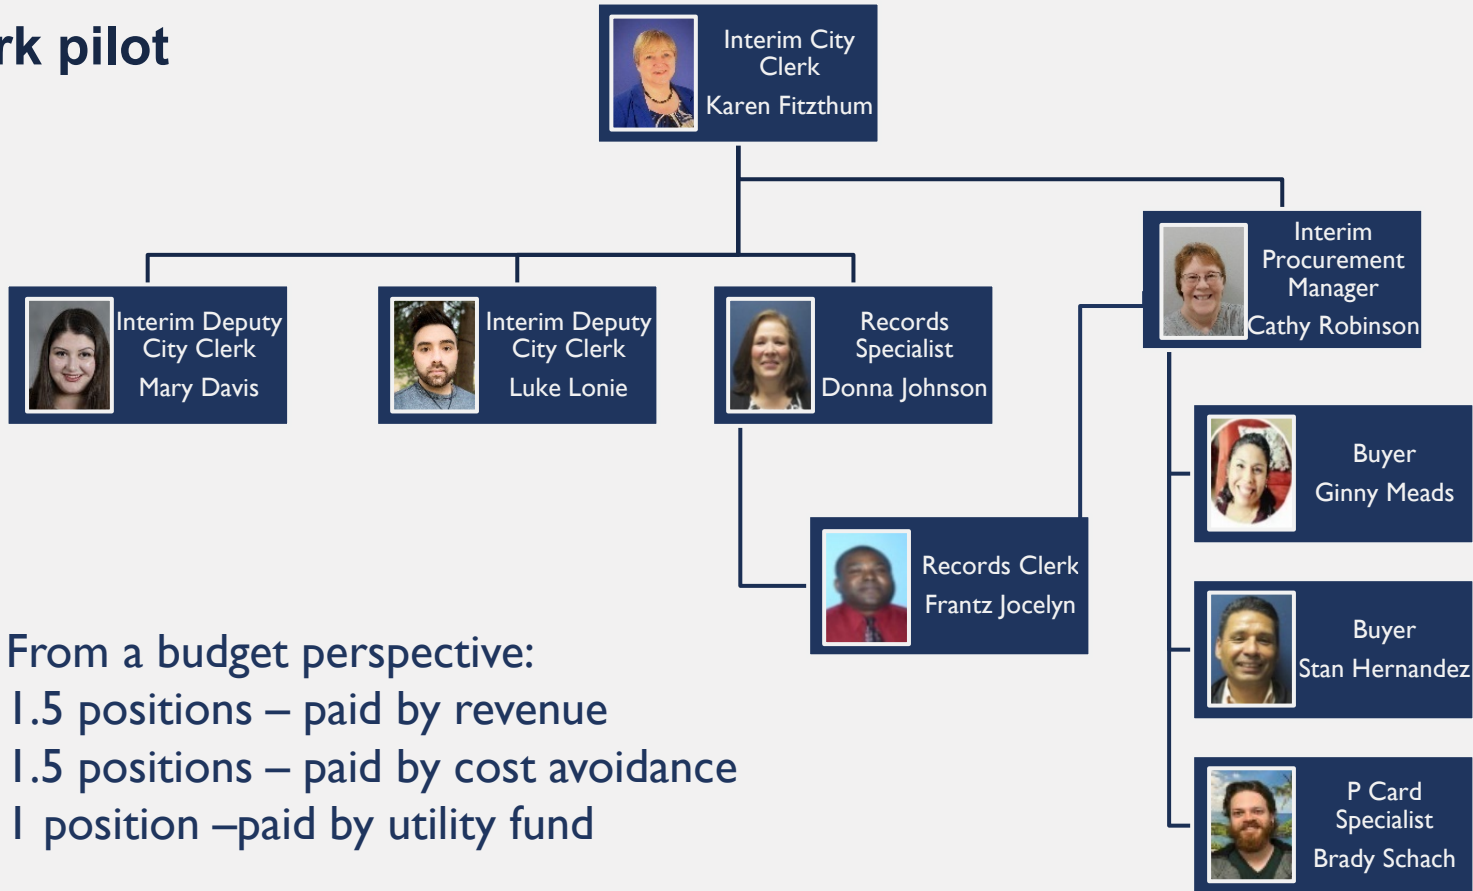 rk pilot
Interim City
Clerk
Karen Fitzthum
Interim
Procurement
Manager
Cathy Robinson
Interim Deputy
City Clerk
Mary Davis
Interim Deputy
City Clerk
Luke Lonie
Records
Specialist
Donna Johnson
Buyer
Ginny Meads
Records Clerk
Frantz Jocelyn
Buyer
Stan Hernandez
P Card
Specialist
Brady Schach
From a budget perspective:
1.5 positions – paid by revenue
1.5 positions – paid by cost avoidance
1 position –paid by utility fund